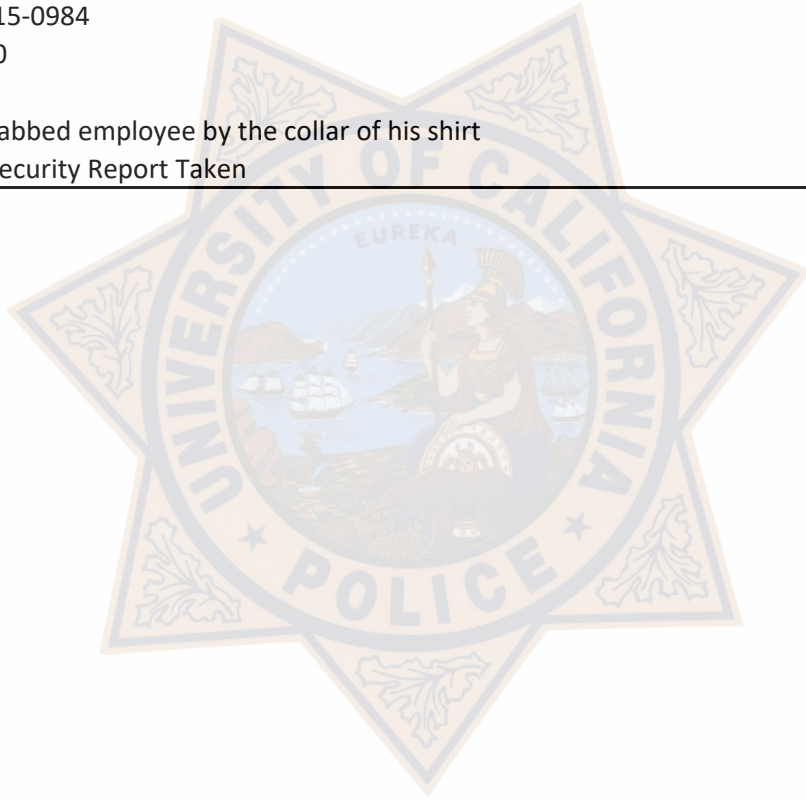 15-0984
0
abbed employee by the collar of his shirt
ecurity Report Taken
UNIVERSITY OF CALIFORNIA
EUREKA
POLICE